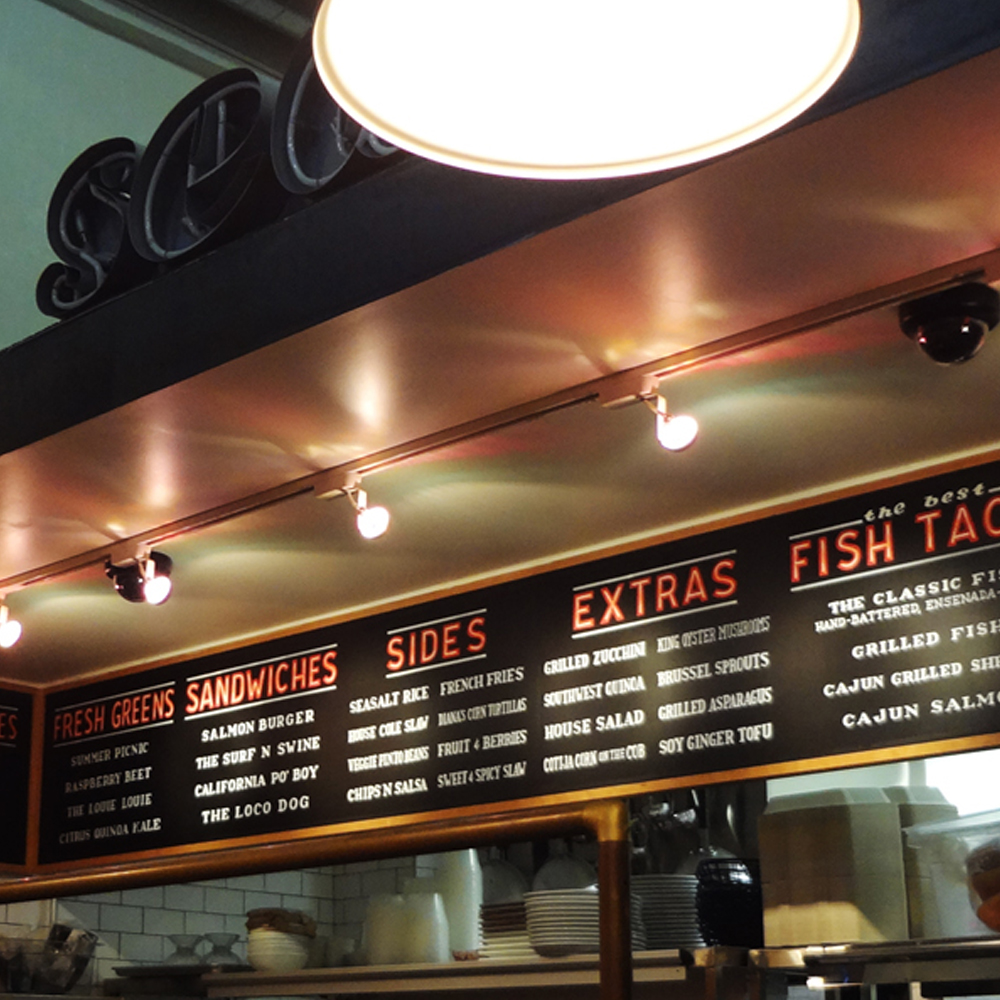 sea
ES
FRESH GREENS
SUMMER PICNIC
RASPBERRY BEET
THE LOUIE LOUIE
CITRUS QUINOA KALE
SANDWICHES
SALMON BURGER
THE SURF N SWINE
CALIFORNIA PO' BOY
THE LOCO DOG
SIDES
SEASALT RICE
HOUSE COLE SLAW
VEGGIE PINTO BEANS
CHIPS N SALSA
FRENCH FRIES
DIANA'S CORN TORTILLAS
FRUIT & BERRIES
SWEET & SPICY SLAW
EXTRAS
GRILLED ZUCCHINI
SOUTHWEST QUINOA
HOUSE SALAD
COTIJA CORN ON THE COB
KING OYSTER MUSHROOMS
BRUSSEL SPROUTS
GRILLED ASPARAGUS
SOY GINGER TOFU
the best
FISH TAC
THE CLASSIC FIS
HAND-BATTERED, ENSENADA-
GRILLED FISH
CAJUN GRILLED SHR
CAJUN SALMO